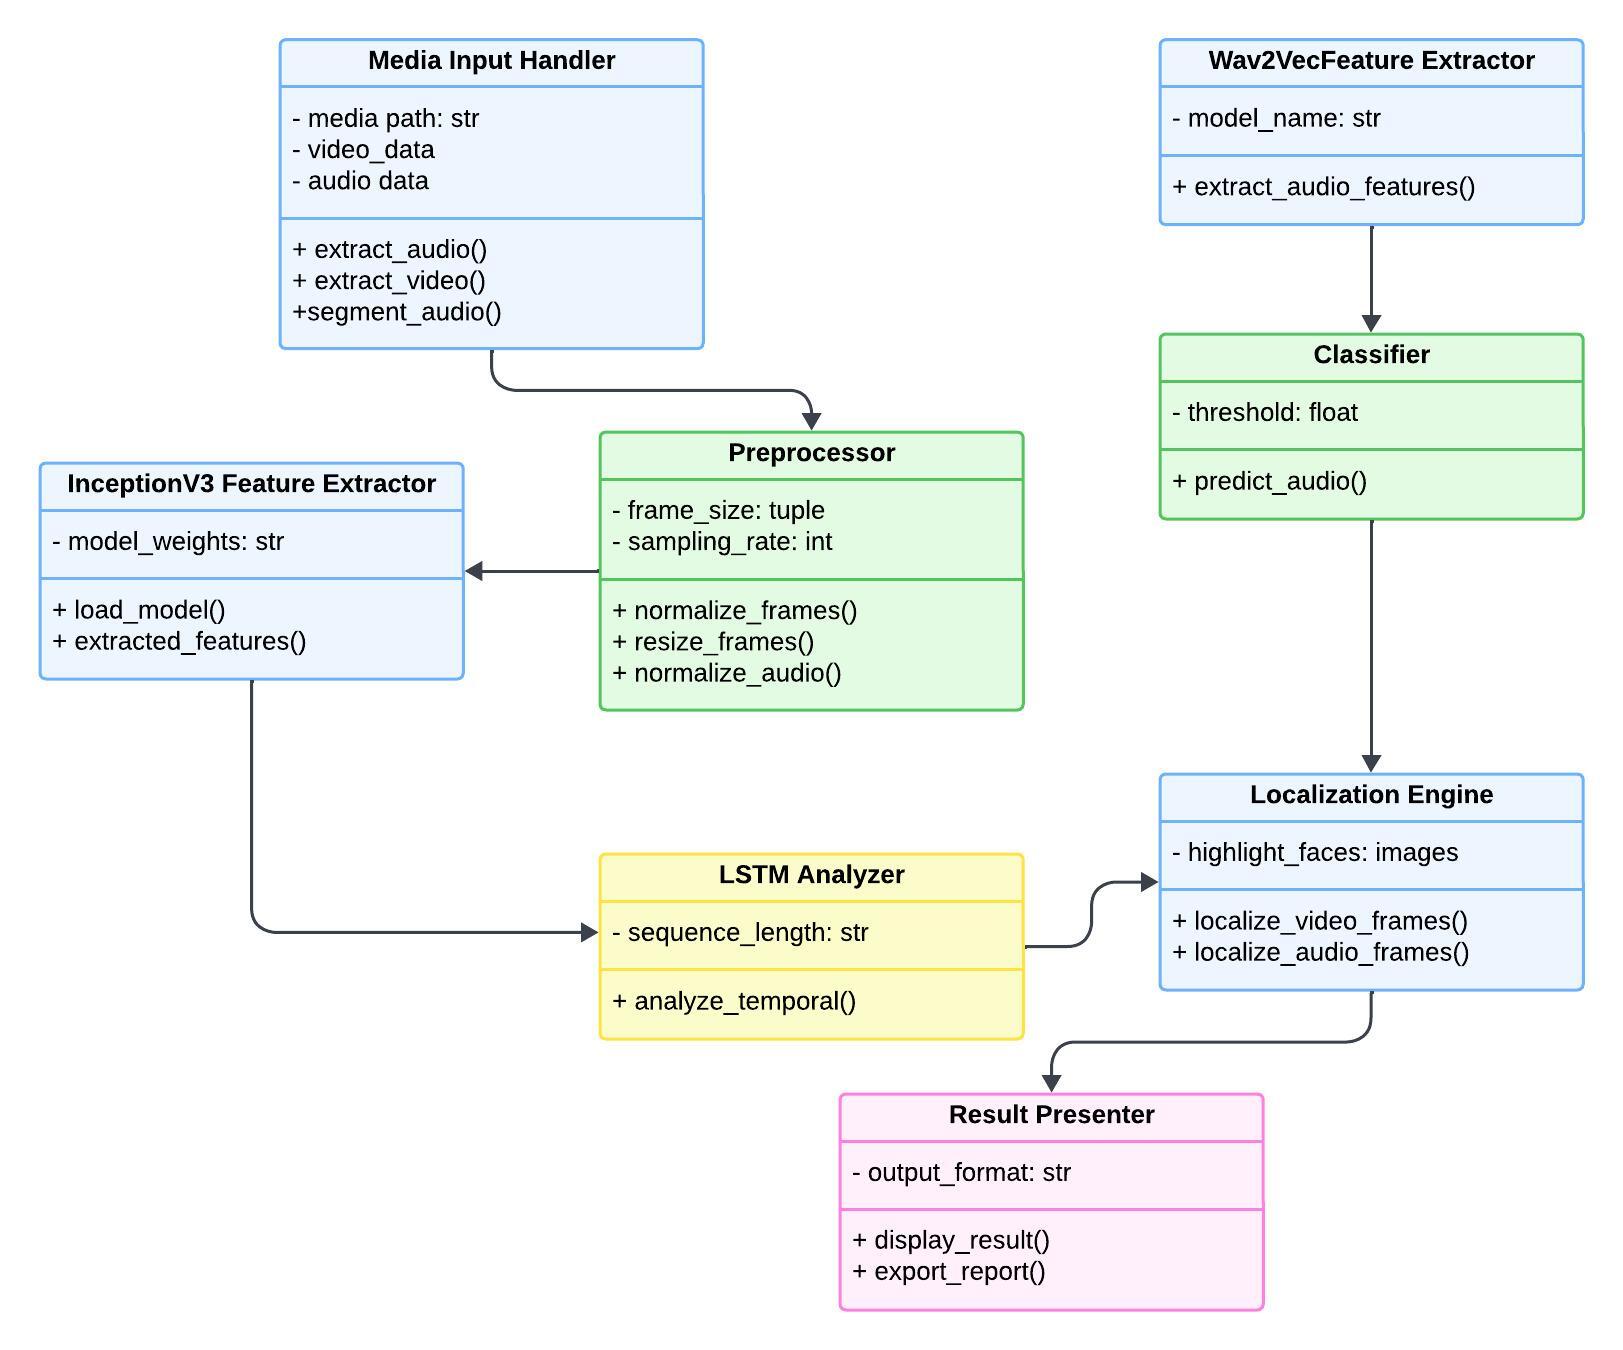 Media Input Handler
- media path: str
- video_data
- audio data
+ extract_audio()
+ extract_video()
+segment_audio()
Wav2VecFeature Extractor
- model_name: str
+ extract_audio_features()
Classifier
- threshold: float
+ predict_audio()
Preprocessor
- frame_size: tuple
- sampling_rate: int
+ normalize_frames()
+ resize_frames()
+ normalize_audio()
InceptionV3 Feature Extractor
- model_weights: str
+ load_model()
+ extracted_features()
LSTM Analyzer
- sequence_length: str
+ analyze_temporal()
Localization Engine
- highlight_faces: images
+ localize_video_frames()
+ localize_audio_frames()
Result Presenter
- output_format: str
+ display_result()
+ export_report()